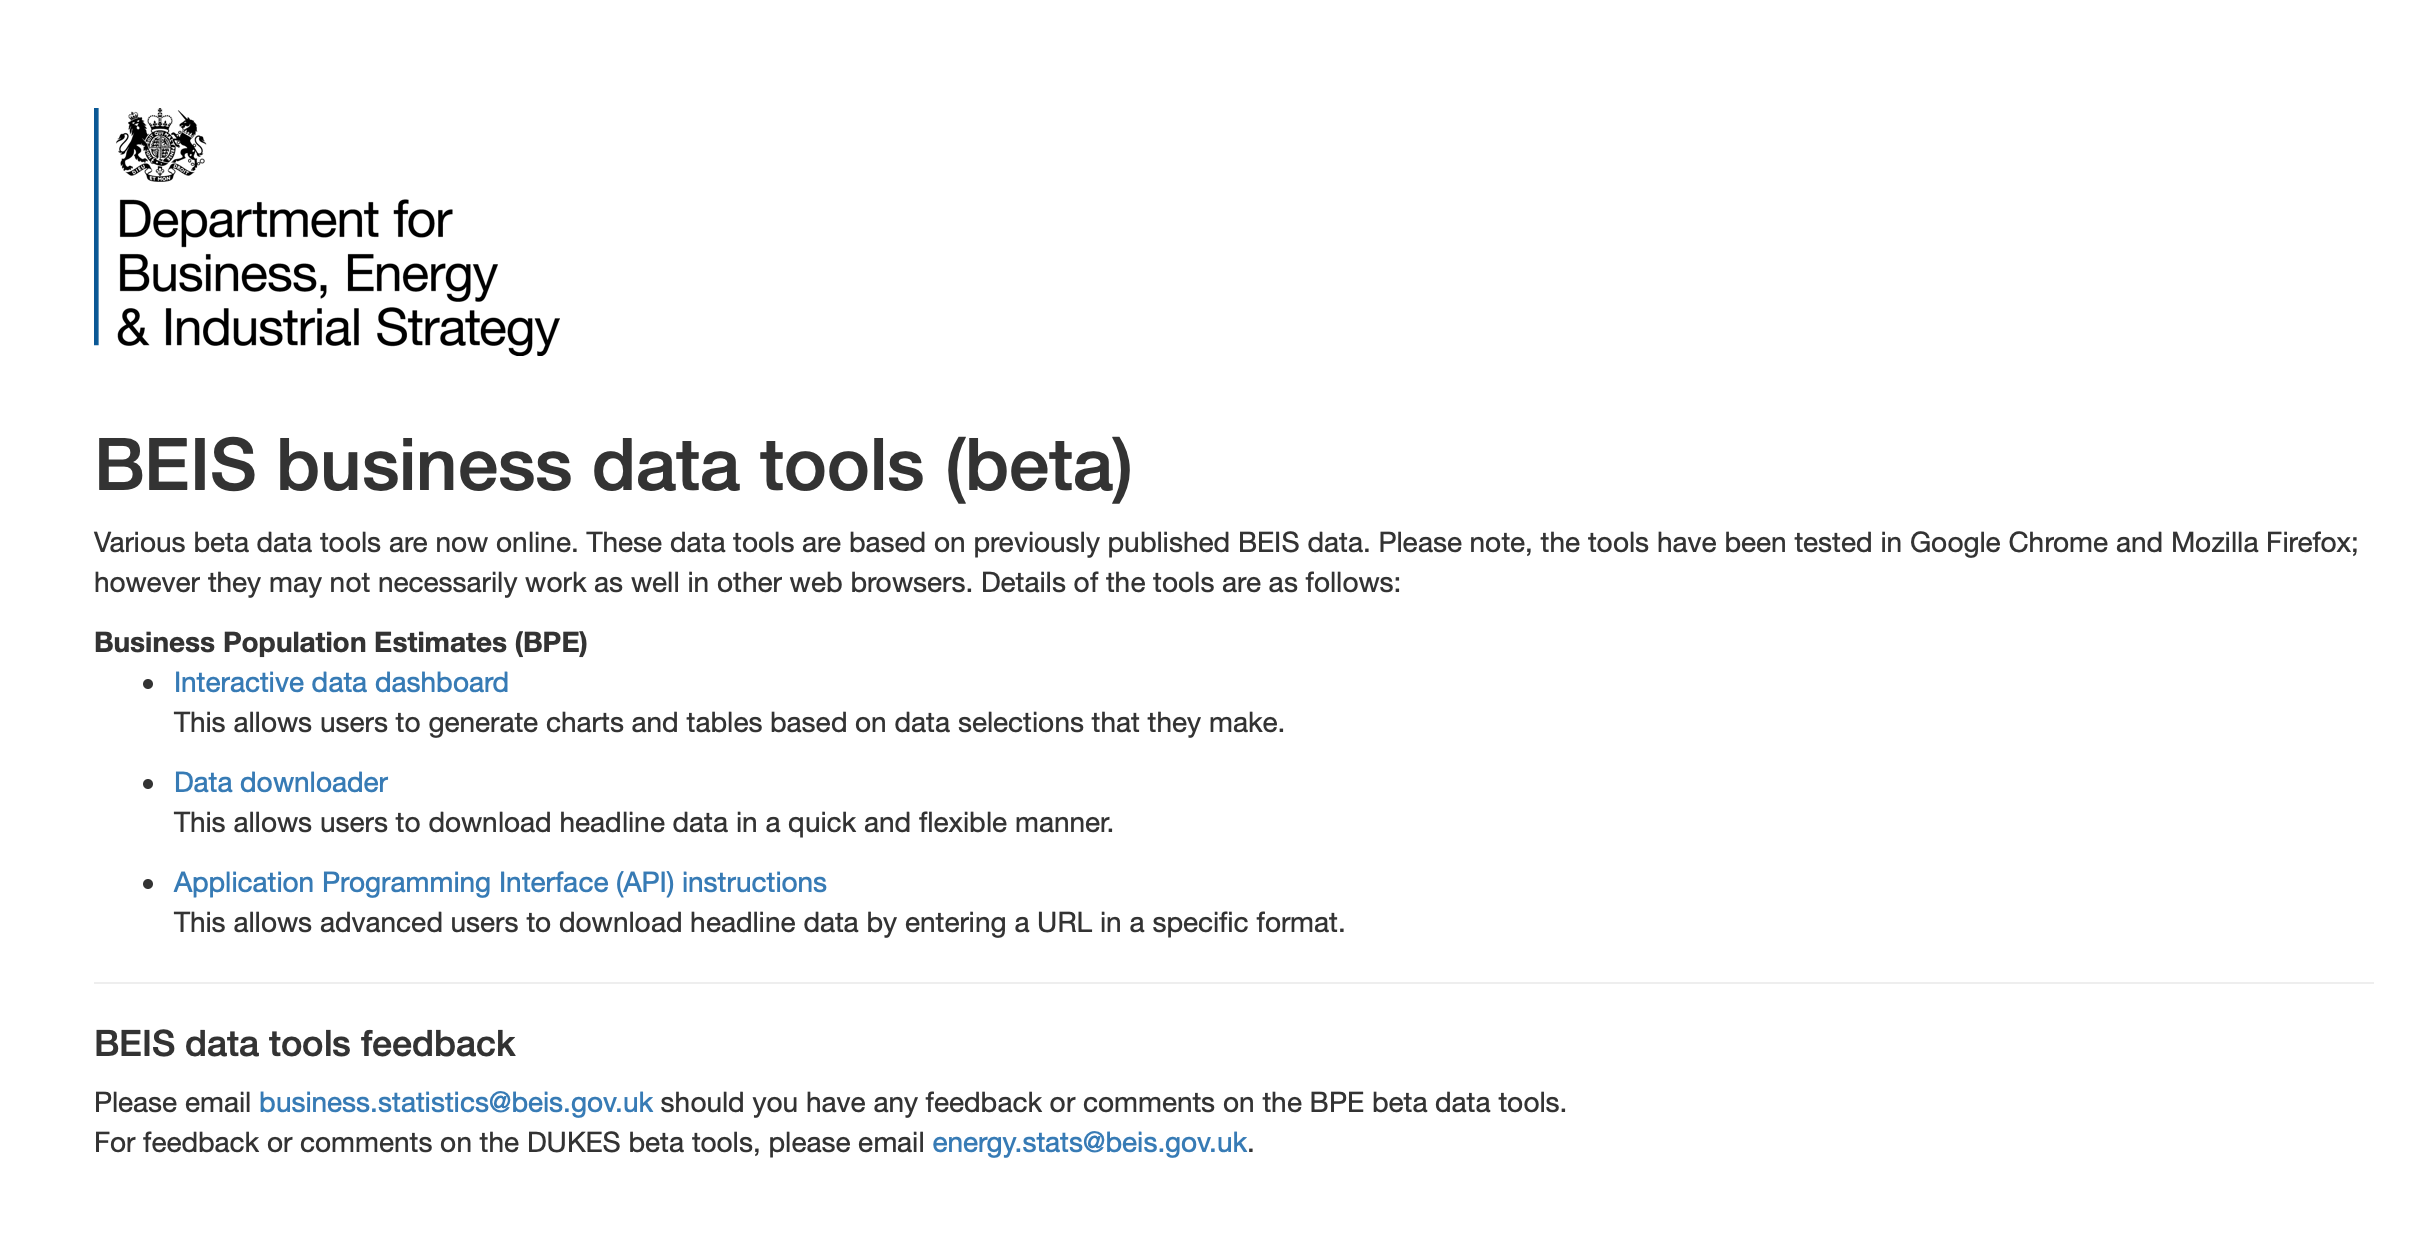 Department for
Business, Energy
& Industrial Strategy
BEIS business data tools (beta)
Various beta data tools are now online. These data tools are based on previously published BEIS data. Please note, the tools have been tested in Google Chrome and Mozilla Firefox;
however they may not necessarily work as well in other web browsers. Details of the tools are as follows:
Business Population Estimates (BPE)
• Interactive data dashboard
This allows users to generate charts and tables based on data selections that they make.
• Data downloader
This allows users to download headline data in a quick and flexible manner.
• Application Programming Interface (API) instructions
This allows advanced users to download headline data by entering a URL in a specific format.
BEIS data tools feedback
Please email business.statistics@beis.gov.uk should you have any feedback or comments on the BPE beta data tools.
For feedback or comments on the DUKES beta tools, please email energy.stats@beis.gov.uk.